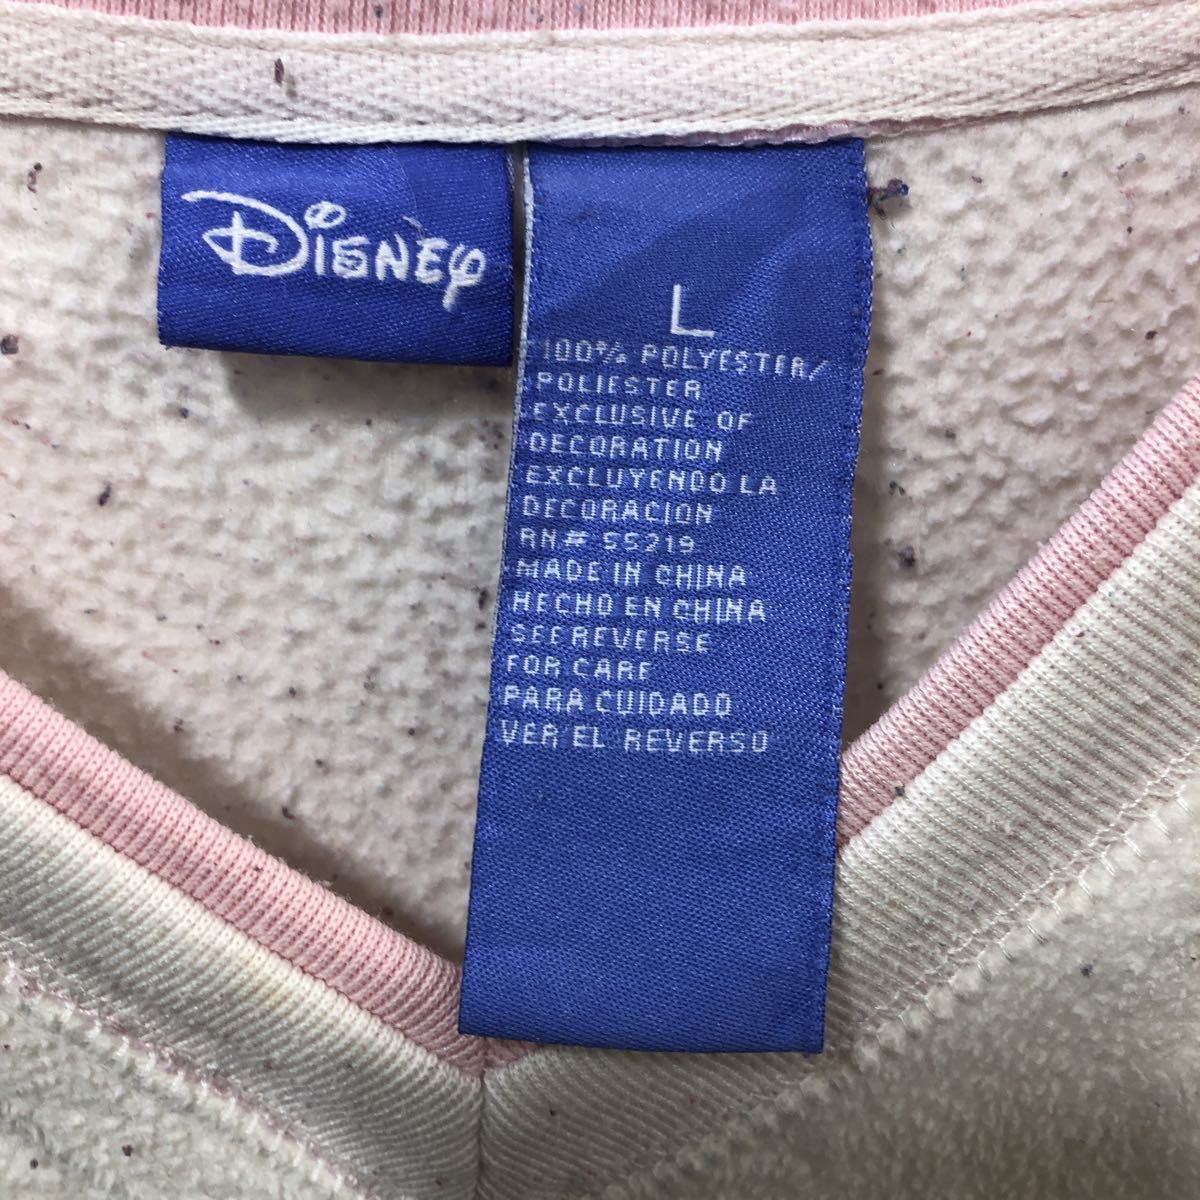 Disney
L
100% POLYESTER/
POLIESTER
EXCLUSIVE OF
DECORATION
EXCLUYENDO LA
DECORACION
RN# 55219
MADE IN CHINA
HECHO EN CHINA
SEE REVERSE
FOR CARE
PARA CUIDADO
VER EL REVERSO